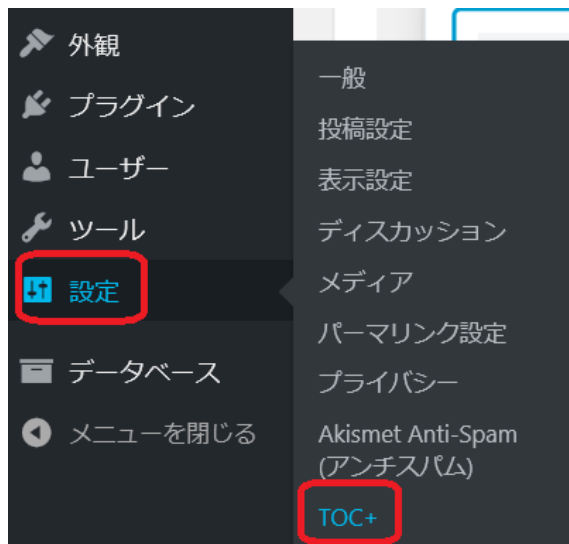 外観
プラグイン
ユーザー
ツール
設定
データベース
メニューを閉じる
一般
投稿設定
表示設定
ディスカッション
メディア
パーマリンク設定
プライバシー
Akismet Anti-Spam
(アンチスパム)
TOC+